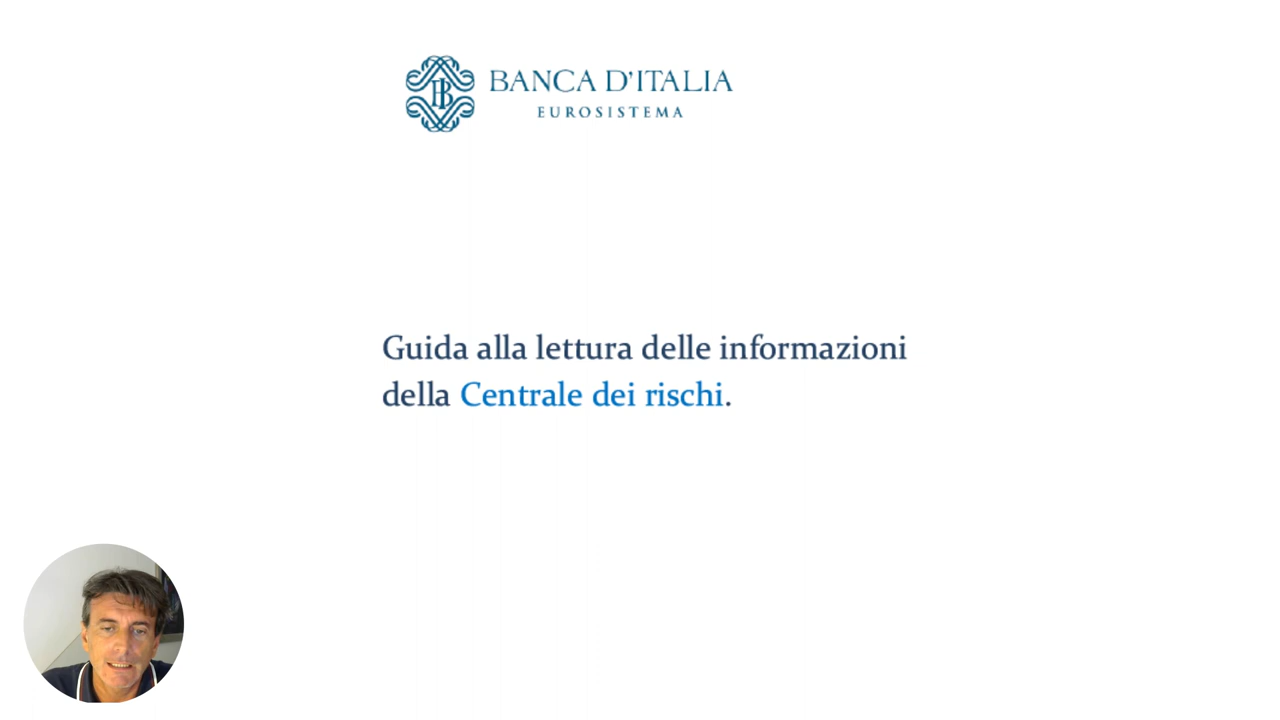 BANCA D'ITALIA
EUROSISTEMA
Guida alla lettura delle informazioni
della Centrale dei rischi.